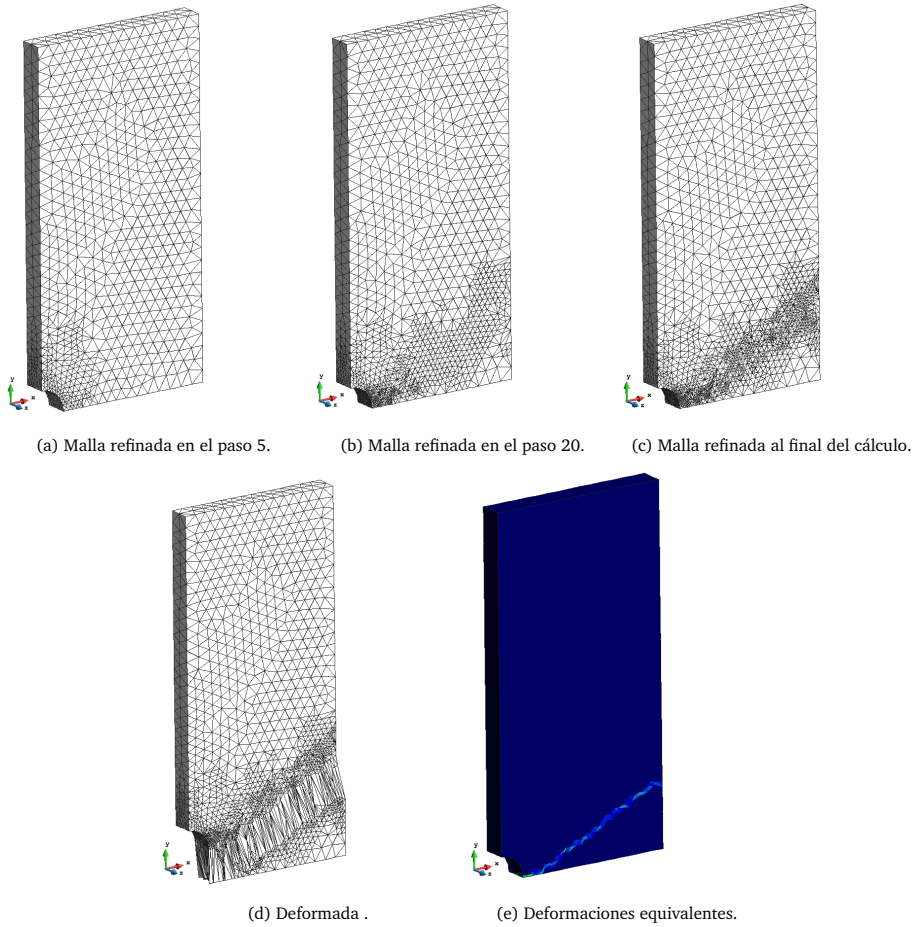 y
x
z
y
x
z
y
x
z
(a) Malla refinada en el paso 5.
(b) Malla refinada en el paso 20.
(c) Malla refinada al final del cálculo.
y
x
z
y
x
z
(d) Deformada .
(e) Deformaciones equivalentes.